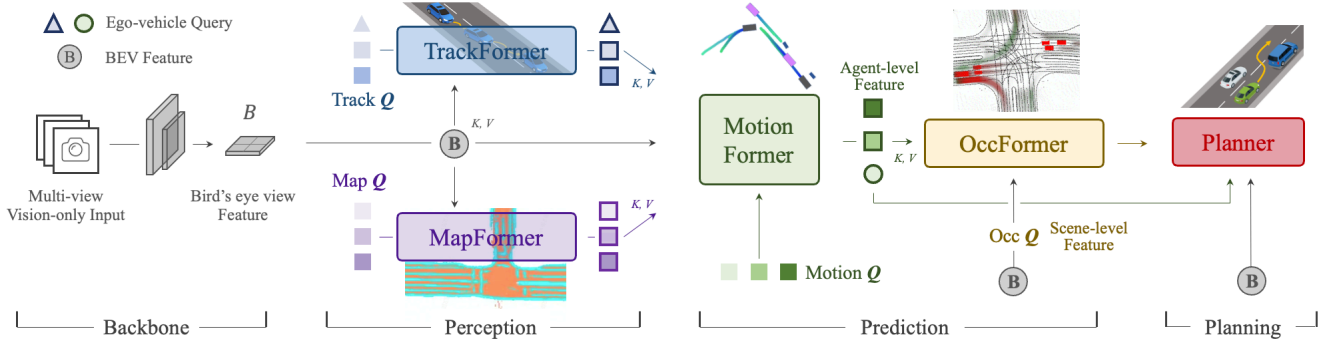 Ego-vehicle Query
B
BEV Feature
Multi-view
Vision-only Input
B
Bird's eye view
Feature
TrackFormer
Track Q
K, V
K, V
B
Map Q
K, V
MapFormer
Motion
Former
Motion Q
Agent-level
Feature
K, V
OccFormer
Occ Q
Scene-level
Feature
B
Planner
B
Backbone
Perception
Prediction
Planning